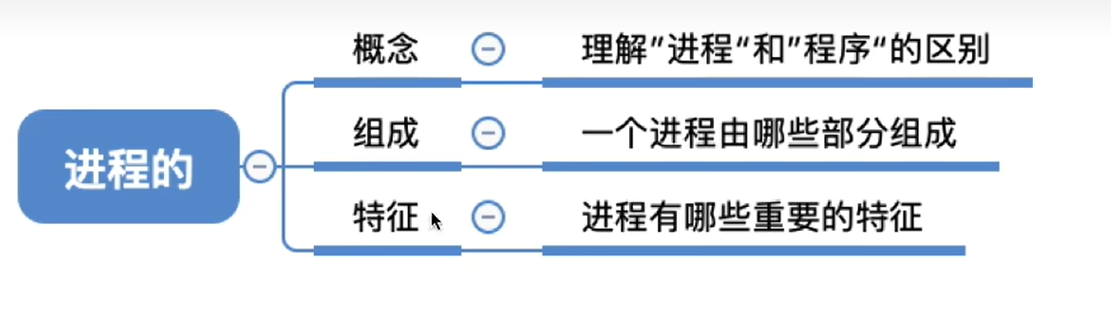 进程的
概念
理解”进程“和”程序“的区别
组成
一个进程由哪些部分组成
特征
进程有哪些重要的特征